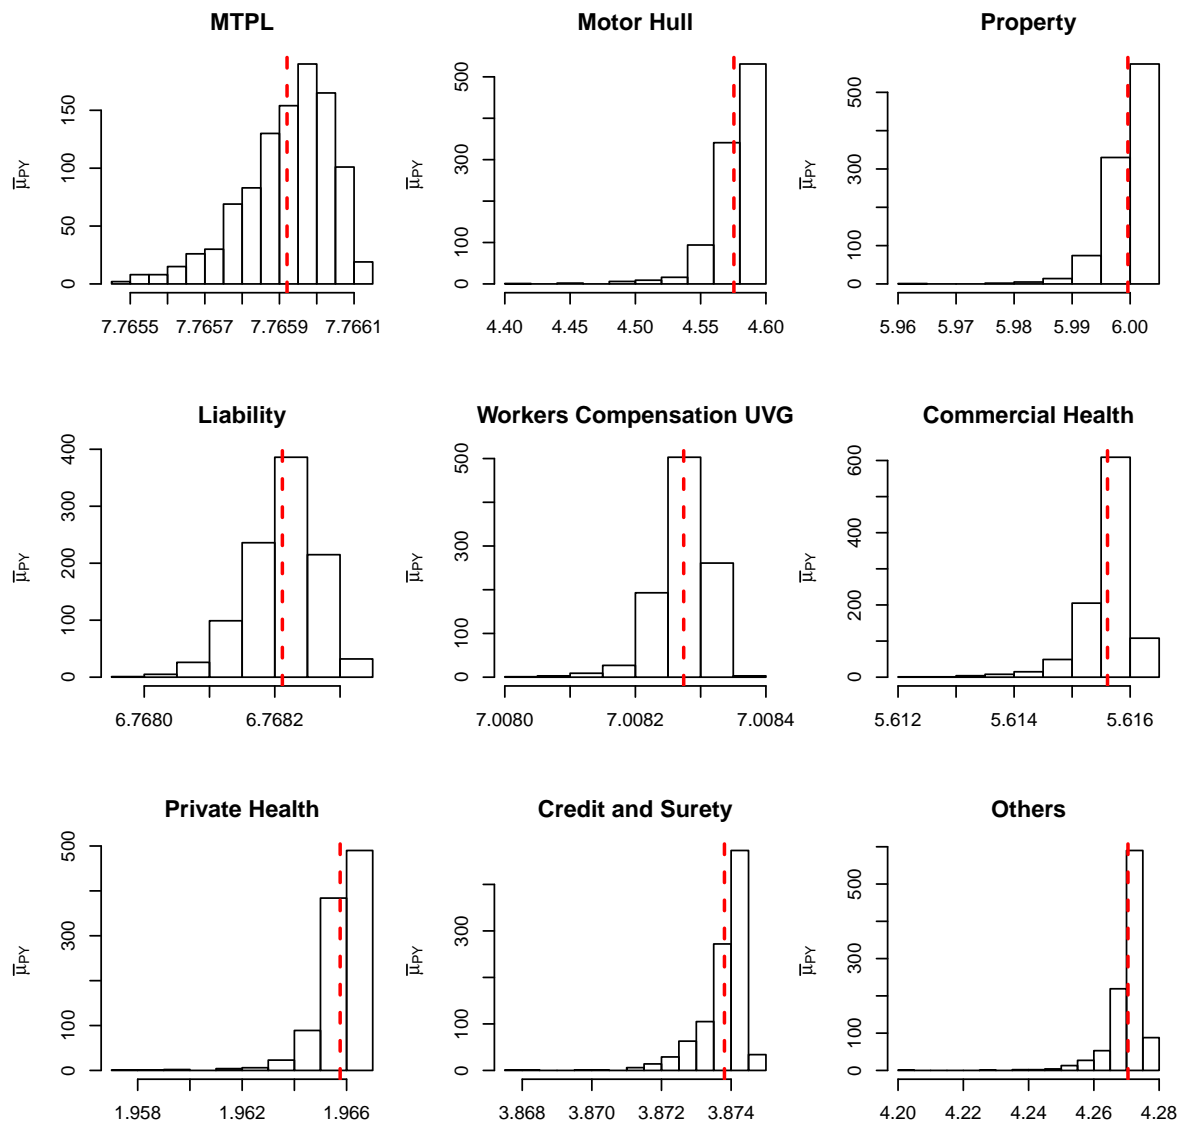 MTPL
Motor Hull
Property
μ̅PY
0 50 100 150
7.7655 7.7657 7.7659 7.7661
μ̅PY
0 100 300 500
4.40 4.45 4.50 4.55 4.60
μ̅PY
0 100 300 500
5.96 5.97 5.98 5.99 6.00
Liability
Workers Compensation UVG
Commercial Health
μ̅PY
0 100 200 300 400
6.7680 6.7682
μ̅PY
0 100 300 500
7.0080 7.0082 7.0084
μ̅PY
0 200 400 600
5.612 5.614 5.616
Private Health
Credit and Surety
Others
μ̅PY
0 100 300 500
1.958 1.962 1.966
μ̅PY
0 100 300
3.868 3.870 3.872 3.874
μ̅PY
0 100 300 500
4.20 4.22 4.24 4.26 4.28